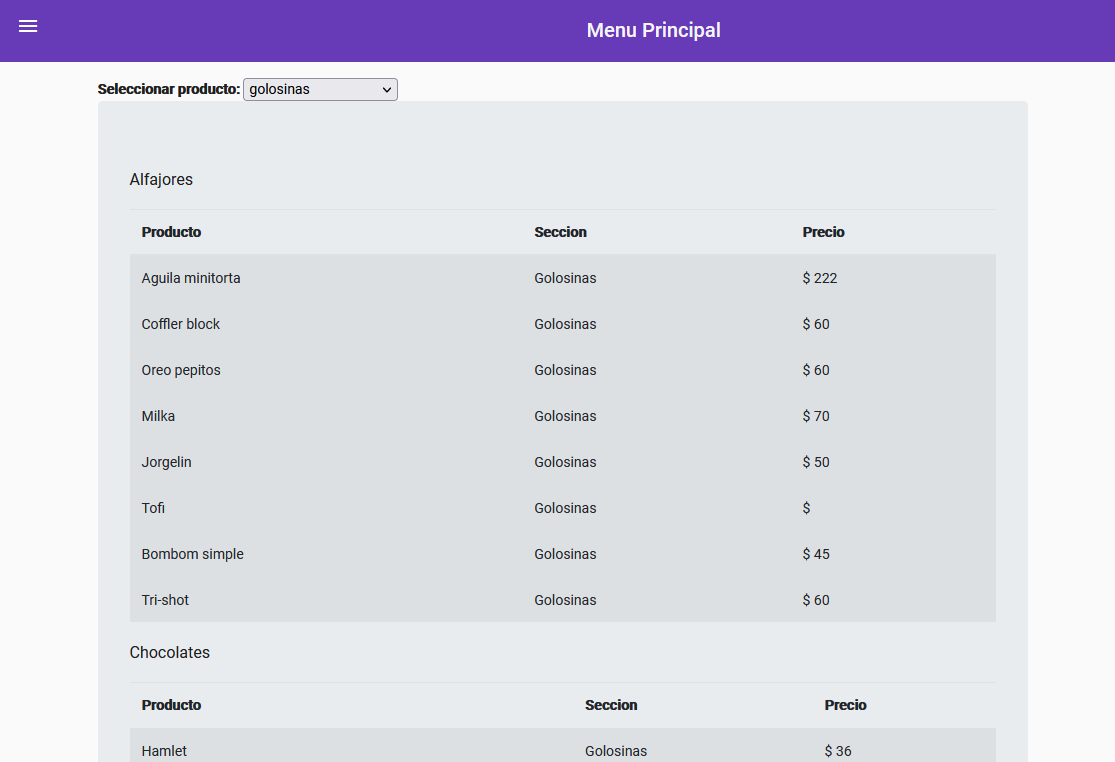 Menu Principal
Seleccionar producto: golosinas
Alfajores
Producto Seccion Precio
Aguila minitorta Golosinas $ 222
Coffler block Golosinas $ 60
Oreo pepitos Golosinas $ 60
Milka Golosinas $ 70
Jorgelin Golosinas $ 50
Tofi Golosinas $
Bombom simple Golosinas $ 45
Tri-shot Golosinas $ 60
Chocolates
Producto Seccion Precio
Hamlet Golosinas $ 36